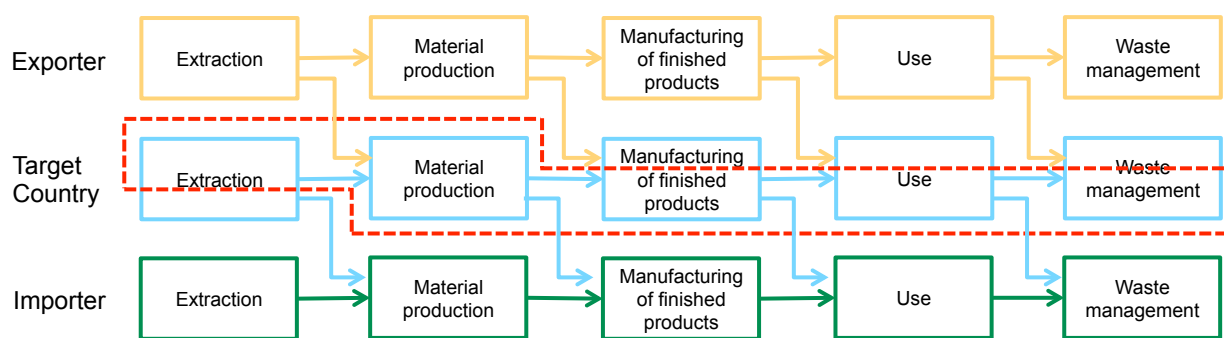 Exporter
Extraction
Material
production
Manufacturing
of finished
products
Use
Waste
management
Target
Country
Extraction
Material
production
Manufacturing
of finished
products
Use
Waste
management
Importer
Extraction
Material
production
Manufacturing
of finished
products
Use
Waste
management